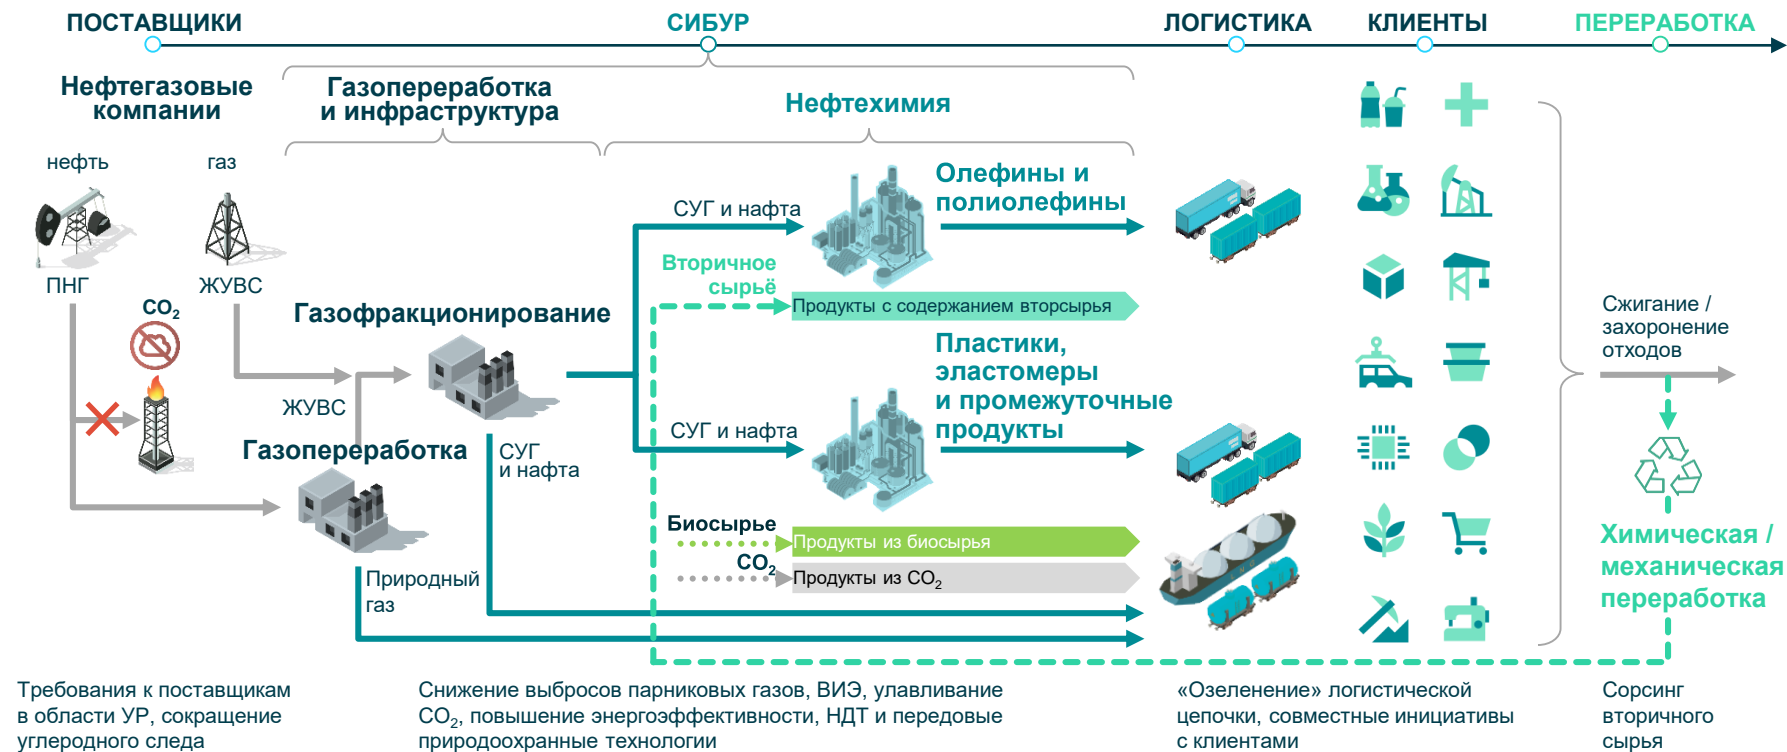 ПОСТАВЩИКИ
СИБУР
ЛОГИСТИКА
КЛИЕНТЫ
ПЕРЕРАБОТКА
Нефтегазовые
компании
Газопереработка
и инфраструктура
Нефтехимия
нефть
газ
ПНГ
ЖУВС
CO₂
Газофракционирование
ЖУВС
Газопереработка
СУГ
и нафта
Природный
газ
СУГ и нафта
Олефины и
полиолефины
Вторичное
сырьё
Продукты с содержанием вторсырья
Пластики,
эластомеры
и промежуточные
продукты
СУГ и нафта
Биосырье
Продукты из биосырья
CO₂
Продукты из CO₂
Сжигание /
захоронение
отходов
Химическая /
механическая
переработка
Требования к поставщикам
в области УР, сокращение
углеродного следа
Снижение выбросов парниковых газов, ВИЭ, улавливание
CO₂, повышение энергоэффективности, НДТ и передовые
природоохранные технологии
«Озеленение» логистической
цепочки, совместные инициативы
с клиентами
Сорсинг
вторичного
сырья